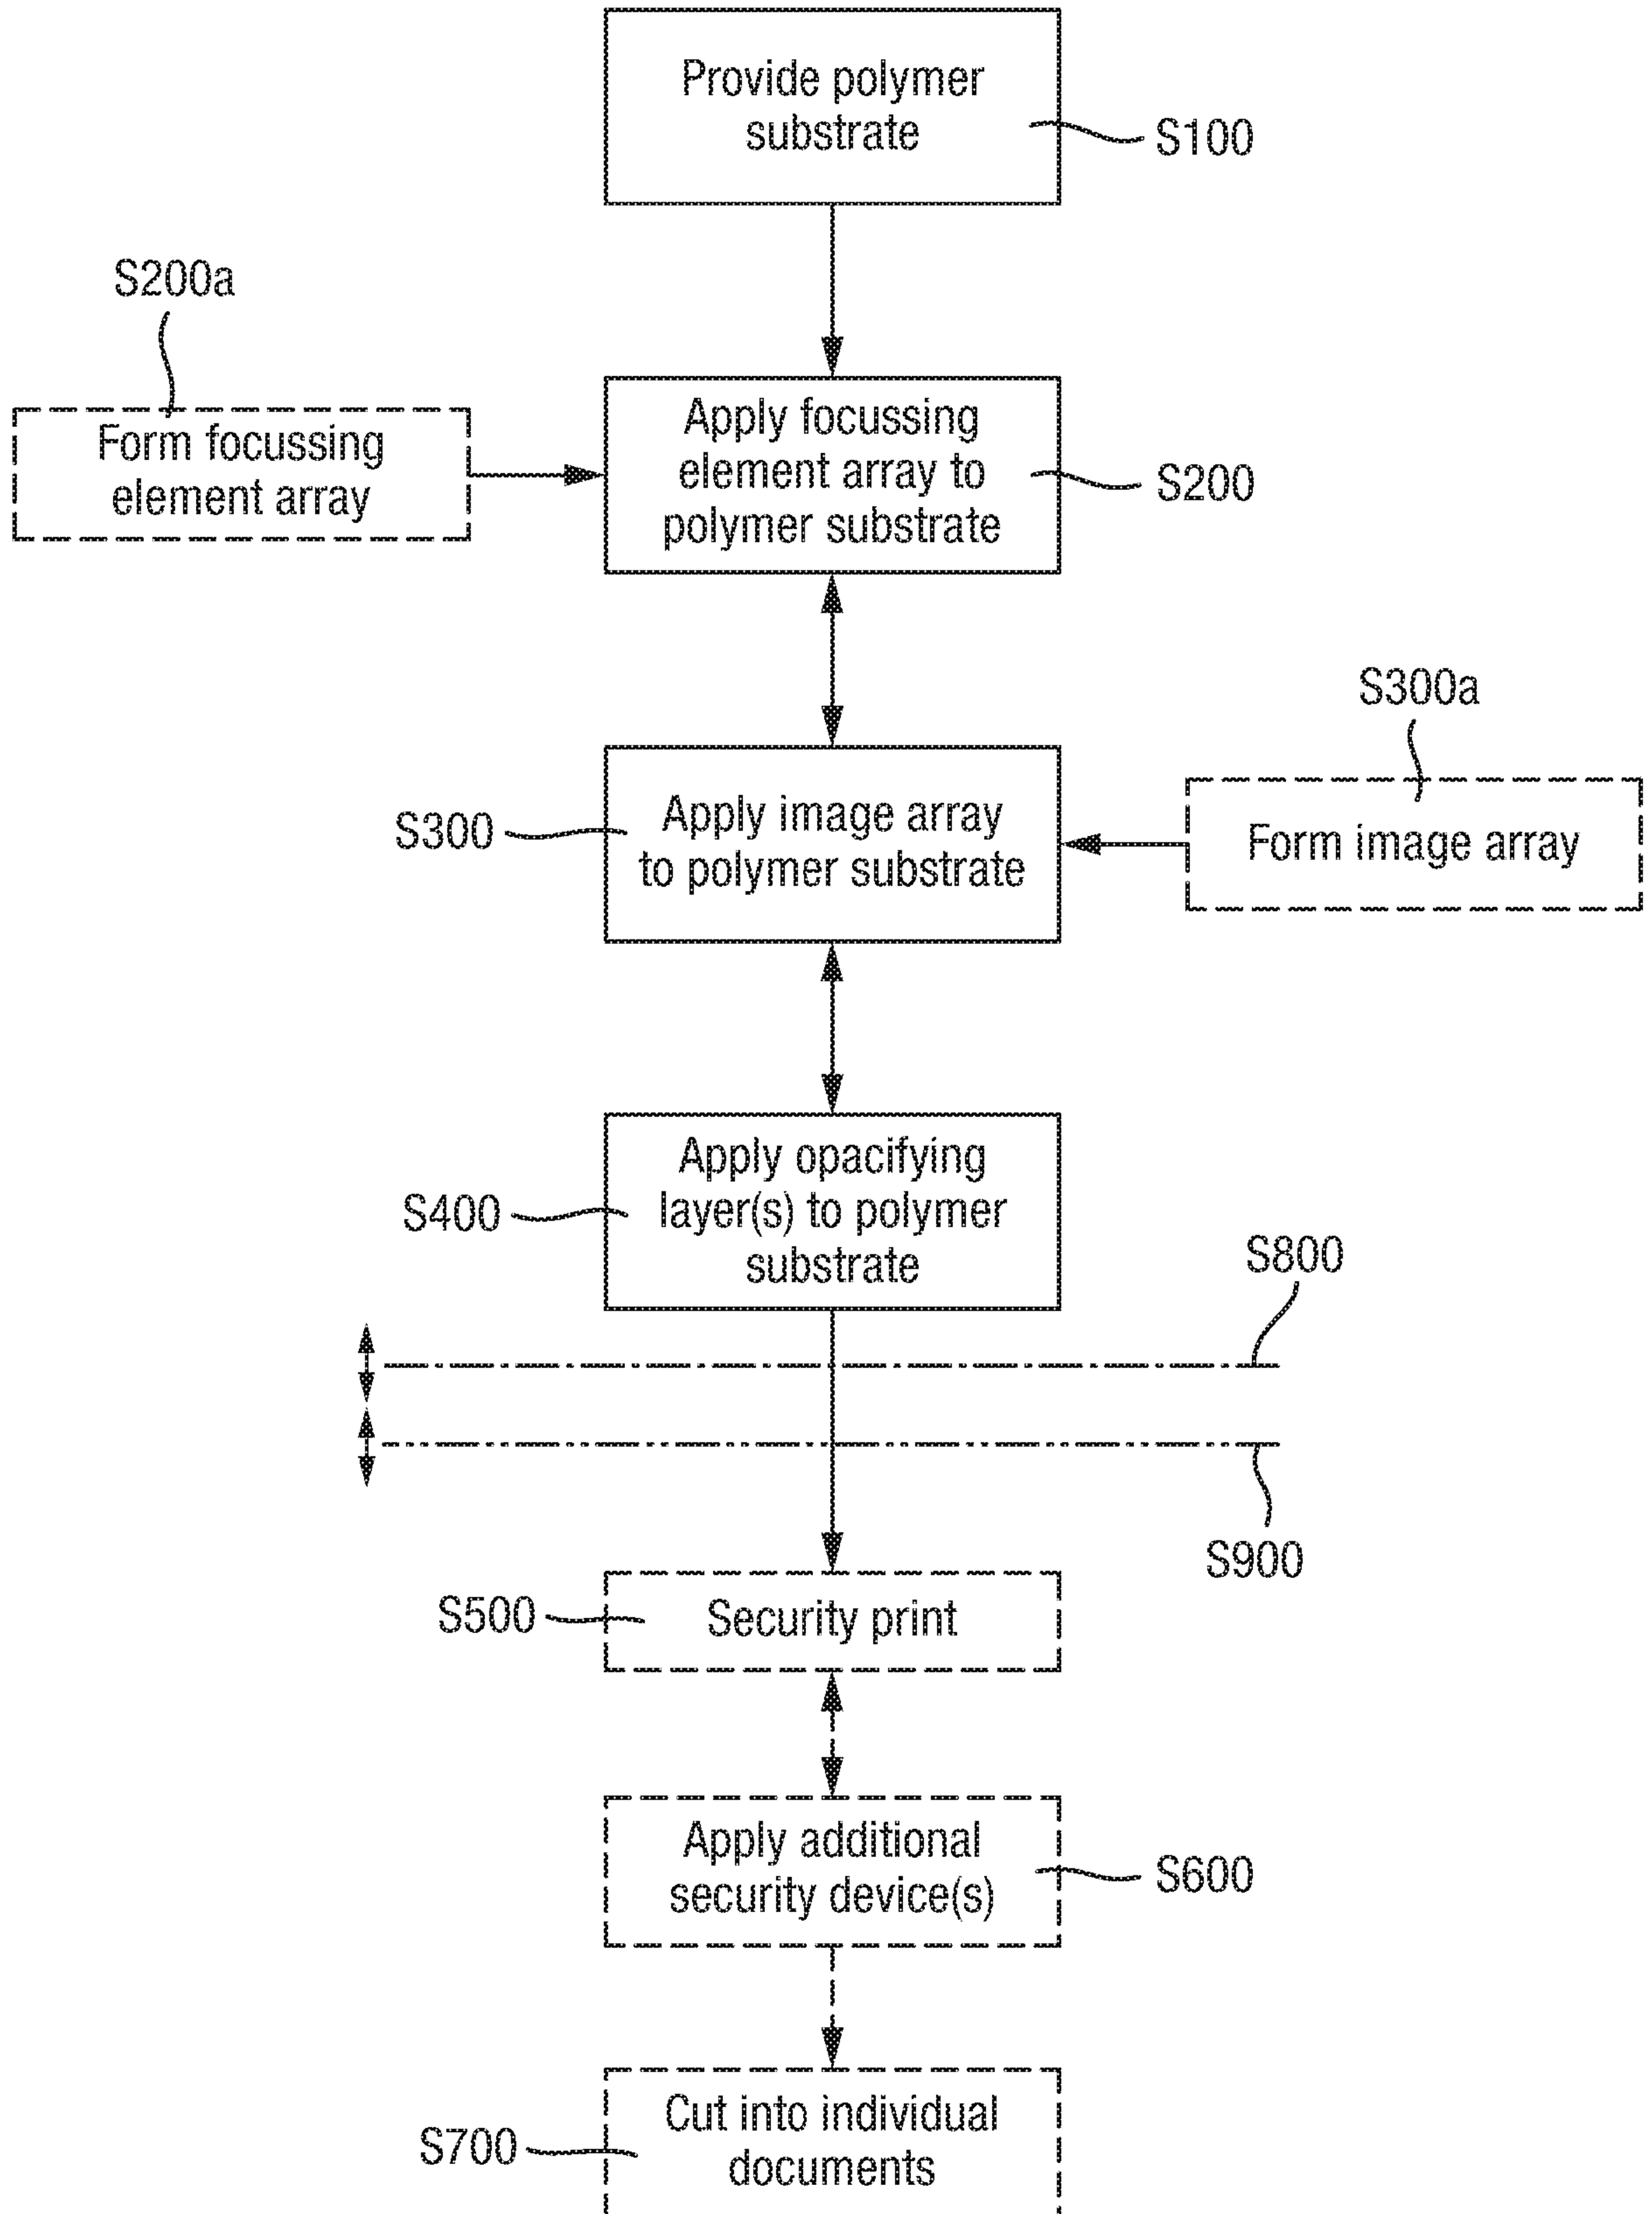 Provide polymer
substrate
S100
S200a
Form focussing
element array
Apply focussing
element array to
polymer substrate
S200
S300a
S300
Apply image array
to polymer substrate
Form image array
S400
Apply opacifying
layer(s) to polymer
substrate
S800
S900
S500
Security print
Apply additional
security device(s)
S600
S700
Cut into individual
documents